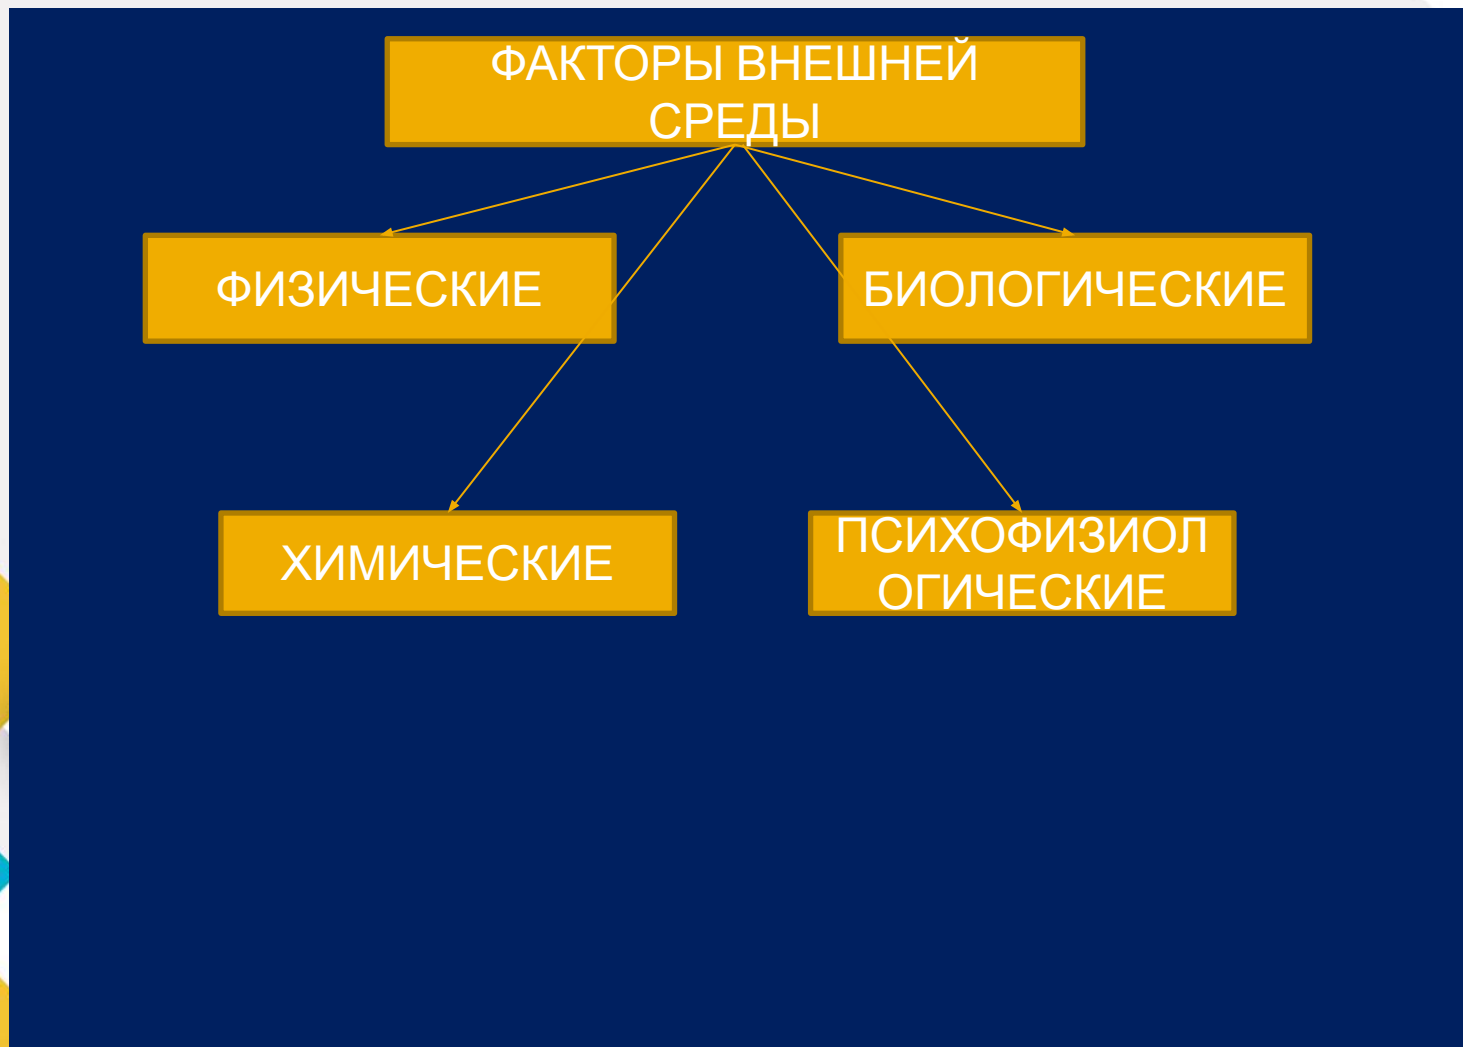 ФАКТОРЫ ВНЕШНЕЙ
СРЕДЫ
ФИЗИЧЕСКИЕ
БИОЛОГИЧЕСКИЕ
ХИМИЧЕСКИЕ
ПСИХОФИЗИОЛ
ОГИЧЕСКИЕ